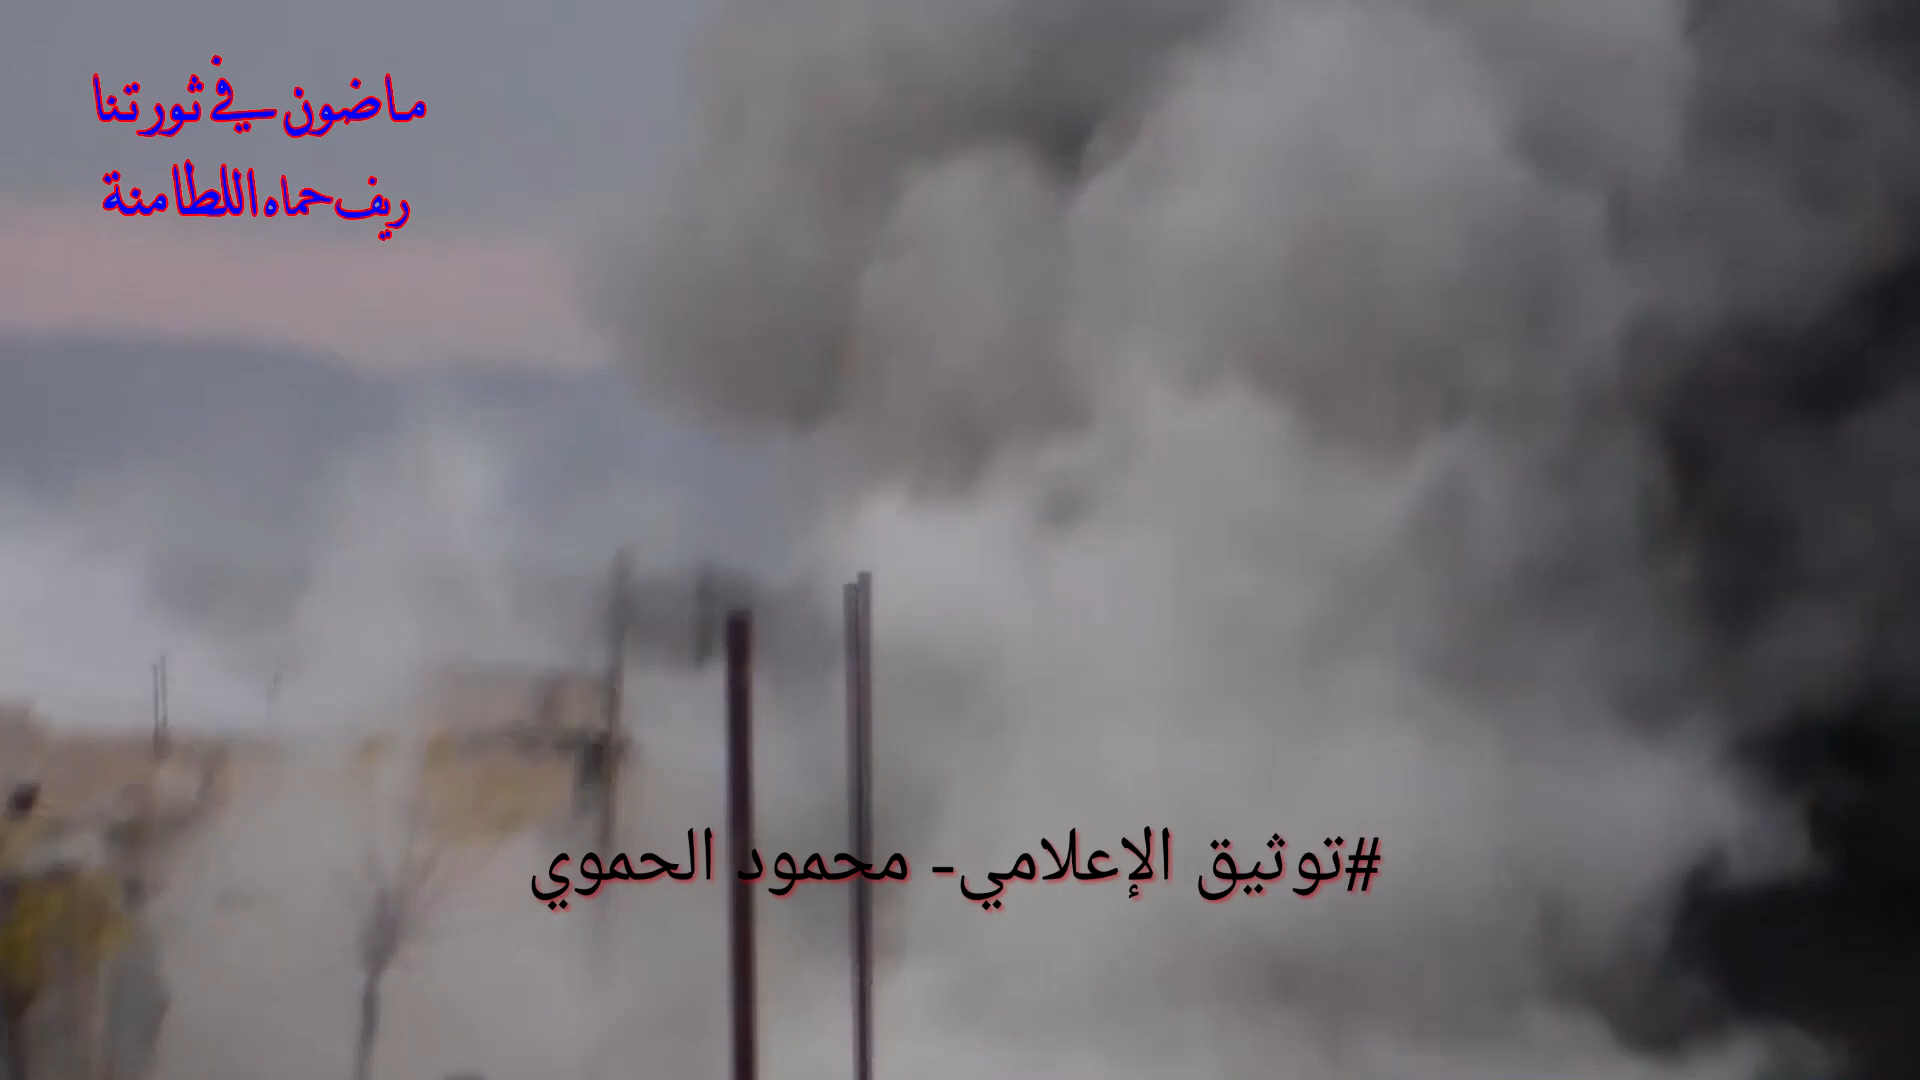 ماضون في ثورتنا
ريف حماه اللطامنة
#توثيق الإعلامي- محمود الحموي